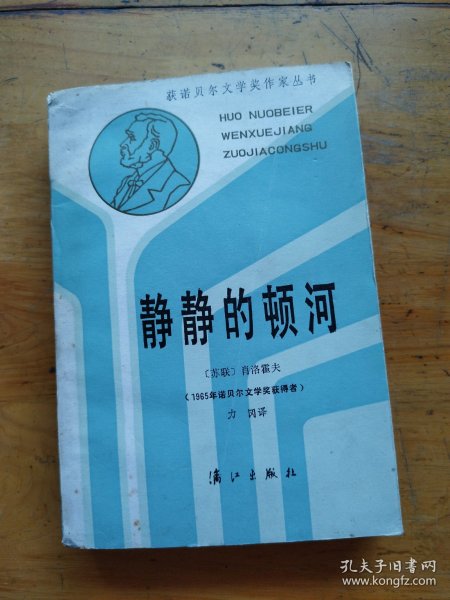 获诺贝尔文学奖作家丛书
HUO NUOBEIER
WENXUEJIANG
ZUOJIACONGSHU
静静的顿河
〔苏联〕肖洛霍夫
(1965年诺贝尔文学奖获得者)
力冈译
漓江出版社
孔夫子旧书网
www.kongfz.com